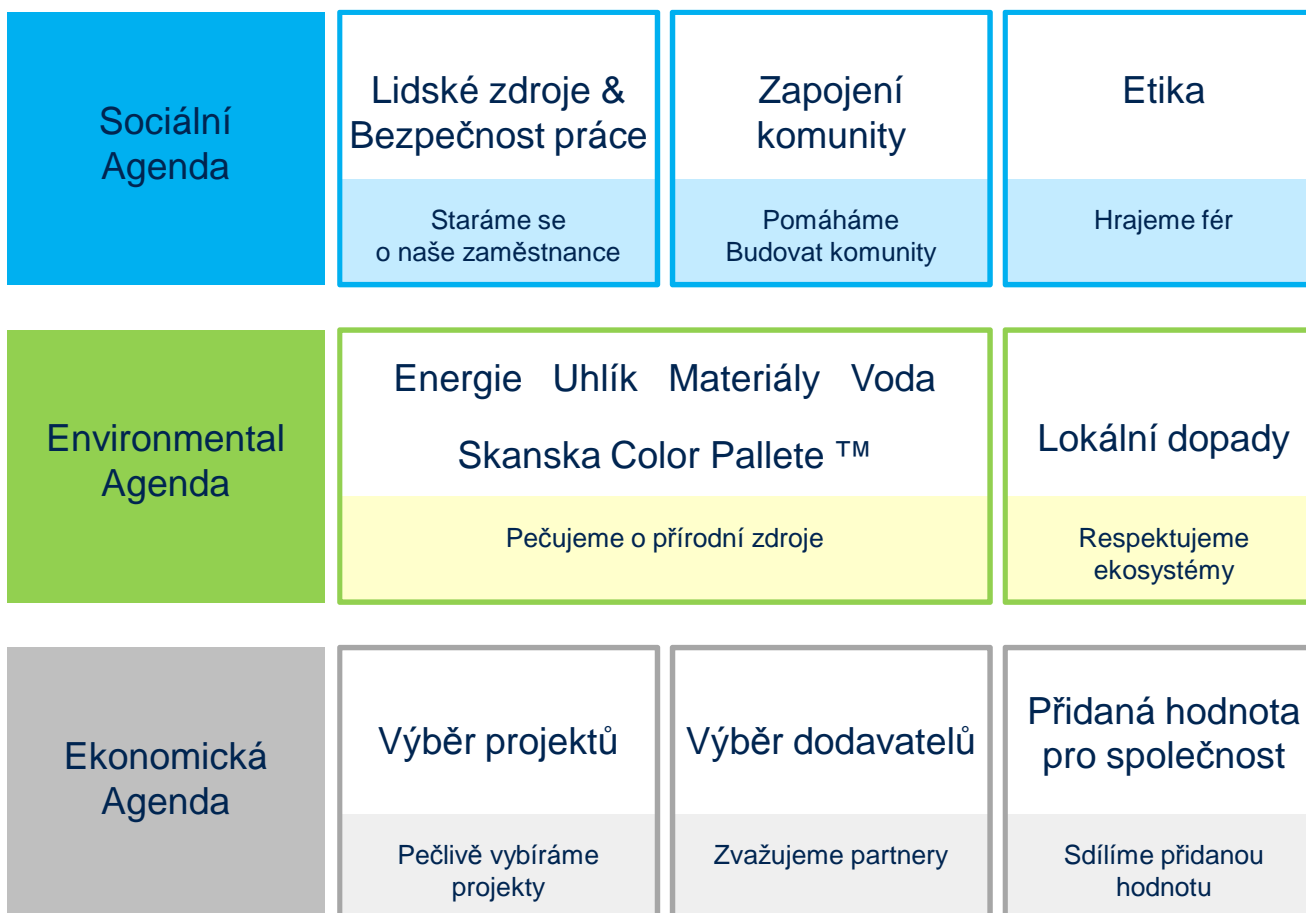 Sociální
Agenda
Lidské zdroje &
Bezpečnost práce
Staráme se
o naše zaměstnance
Zapojení
komunity
Pomáháme
Budovat komunity
Etika
Hrajeme fér
Environmental
Agenda
Energie Uhlík Materiály Voda
Skanska Color Pallete ™
Pečujeme o přírodní zdroje
Lokální dopady
Respektujeme
ekosystémy
Ekonomická
Agenda
Výběr projektů
Pečlivě vybíráme
projekty
Výběr dodavatelů
Zvažujeme partnery
Přidaná hodnota
pro společnost
Sdílíme přidanou
hodnotu